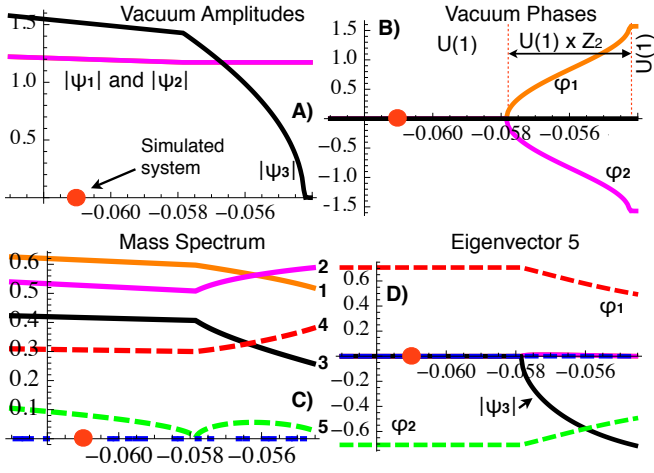 Vacuum Amplitudes
1.5
1.0
0.5
|ψ₁| and |ψ₂|
A)
Simulated
system
|ψ₃|
−0.060 −0.058 −0.056
Vacuum Phases
B)
U(1)
U(1) x Z₂
U(1)
1.5
1.0
0.5
φ₁
−0.060 −0.058 −0.056
−0.5
−1.0
−1.5
φ₂
Mass Spectrum
0.6
0.5
0.4
0.3
0.2
0.1
2
1
4
3
C)
5
−0.060 −0.058 −0.056
Eigenvector 5
D)
0.6
0.4
0.2
φ₁
−0.060 −0.058 −0.056
−0.2
−0.4
−0.6
|ψ₃|
φ₂